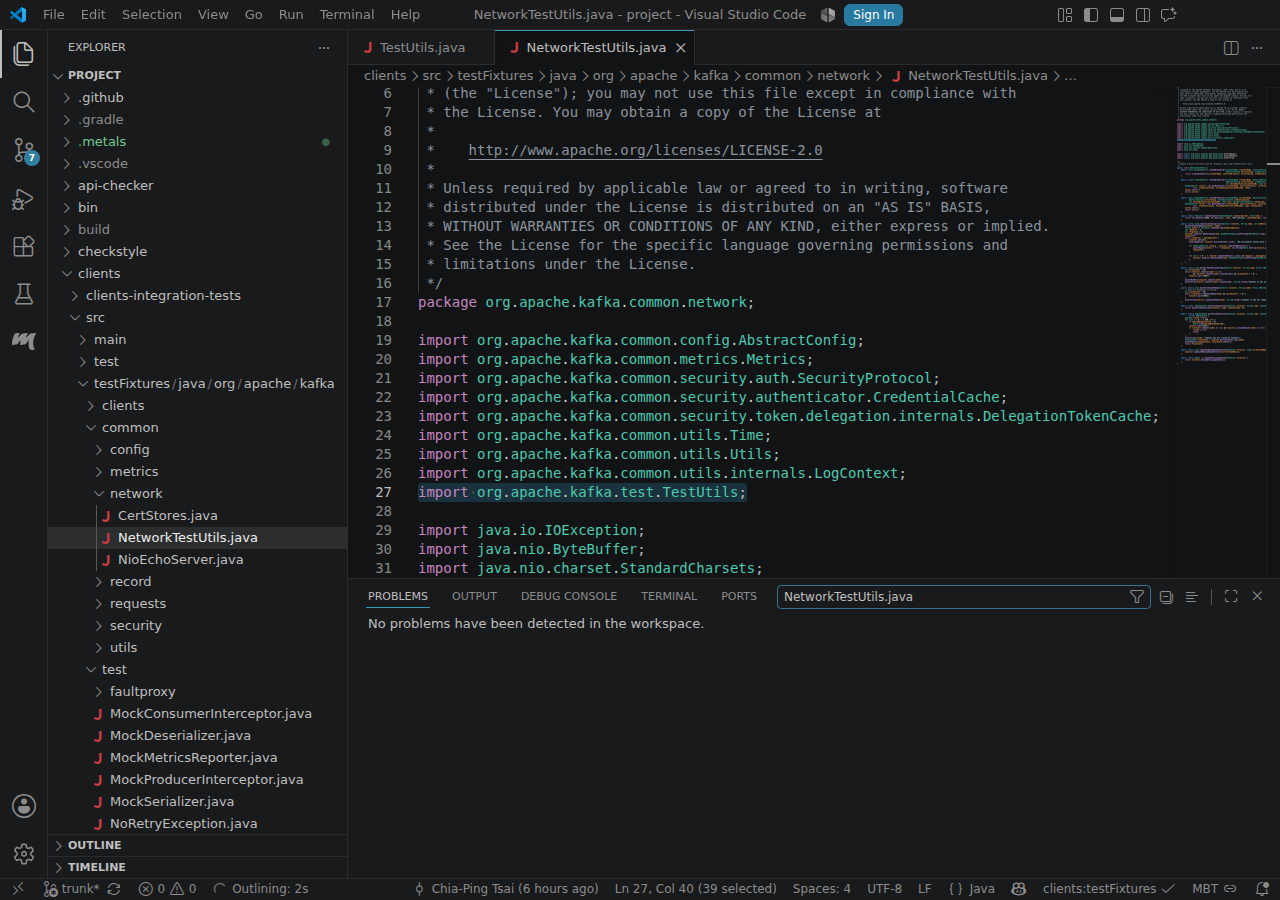 File Edit Selection View Go Run Terminal Help NetworkTestUtils.java - project - Visual Studio Code Sign In
EXPLORER
PROJECT
.github
.gradle
.metals
.vscode
api-checker
bin
build
checkstyle
clients
clients-integration-tests
src
main
test
testFixtures/java/org/apache/kafka
clients
common
config
metrics
network
CertStores.java
NetworkTestUtils.java
NioEchoServer.java
record
requests
security
utils
test
faultproxy
MockConsumerInterceptor.java
MockDeserializer.java
MockMetricsReporter.java
MockProducerInterceptor.java
MockSerializer.java
NoRetryException.java
OUTLINE
TIMELINE
7
TestUtils.java NetworkTestUtils.java
clients > src > testFixtures > java > org > apache > kafka > common > network > NetworkTestUtils.java > ...
6 * (the "License"); you may not use this file except in compliance with
7 * the License. You may obtain a copy of the License at
8 *
9 * http://www.apache.org/licenses/LICENSE-2.0
10 *
11 * Unless required by applicable law or agreed to in writing, software
12 * distributed under the License is distributed on an "AS IS" BASIS,
13 * WITHOUT WARRANTIES OR CONDITIONS OF ANY KIND, either express or implied.
14 * See the License for the specific language governing permissions and
15 * limitations under the License.
16 */
17 package org.apache.kafka.common.network;
18
19 import org.apache.kafka.common.config.AbstractConfig;
20 import org.apache.kafka.common.metrics.Metrics;
21 import org.apache.kafka.common.security.auth.SecurityProtocol;
22 import org.apache.kafka.common.security.authenticator.CredentialCache;
23 import org.apache.kafka.common.security.token.delegation.internals.DelegationTokenCache;
24 import org.apache.kafka.common.utils.Time;
25 import org.apache.kafka.common.utils.Utils;
26 import org.apache.kafka.common.utils.internals.LogContext;
27 import org.apache.kafka.test.TestUtils;
28
29 import java.io.IOException;
30 import java.nio.ByteBuffer;
31 import java.nio.charset.StandardCharsets;
PROBLEMS OUTPUT DEBUG CONSOLE TERMINAL PORTS NetworkTestUtils.java
No problems have been detected in the workspace.
trunk* 0 0 Outlining: 2s Chia-Ping Tsai (6 hours ago) Ln 27, Col 40 (39 selected) Spaces: 4 UTF-8 LF { } Java clients:testFixtures MBT